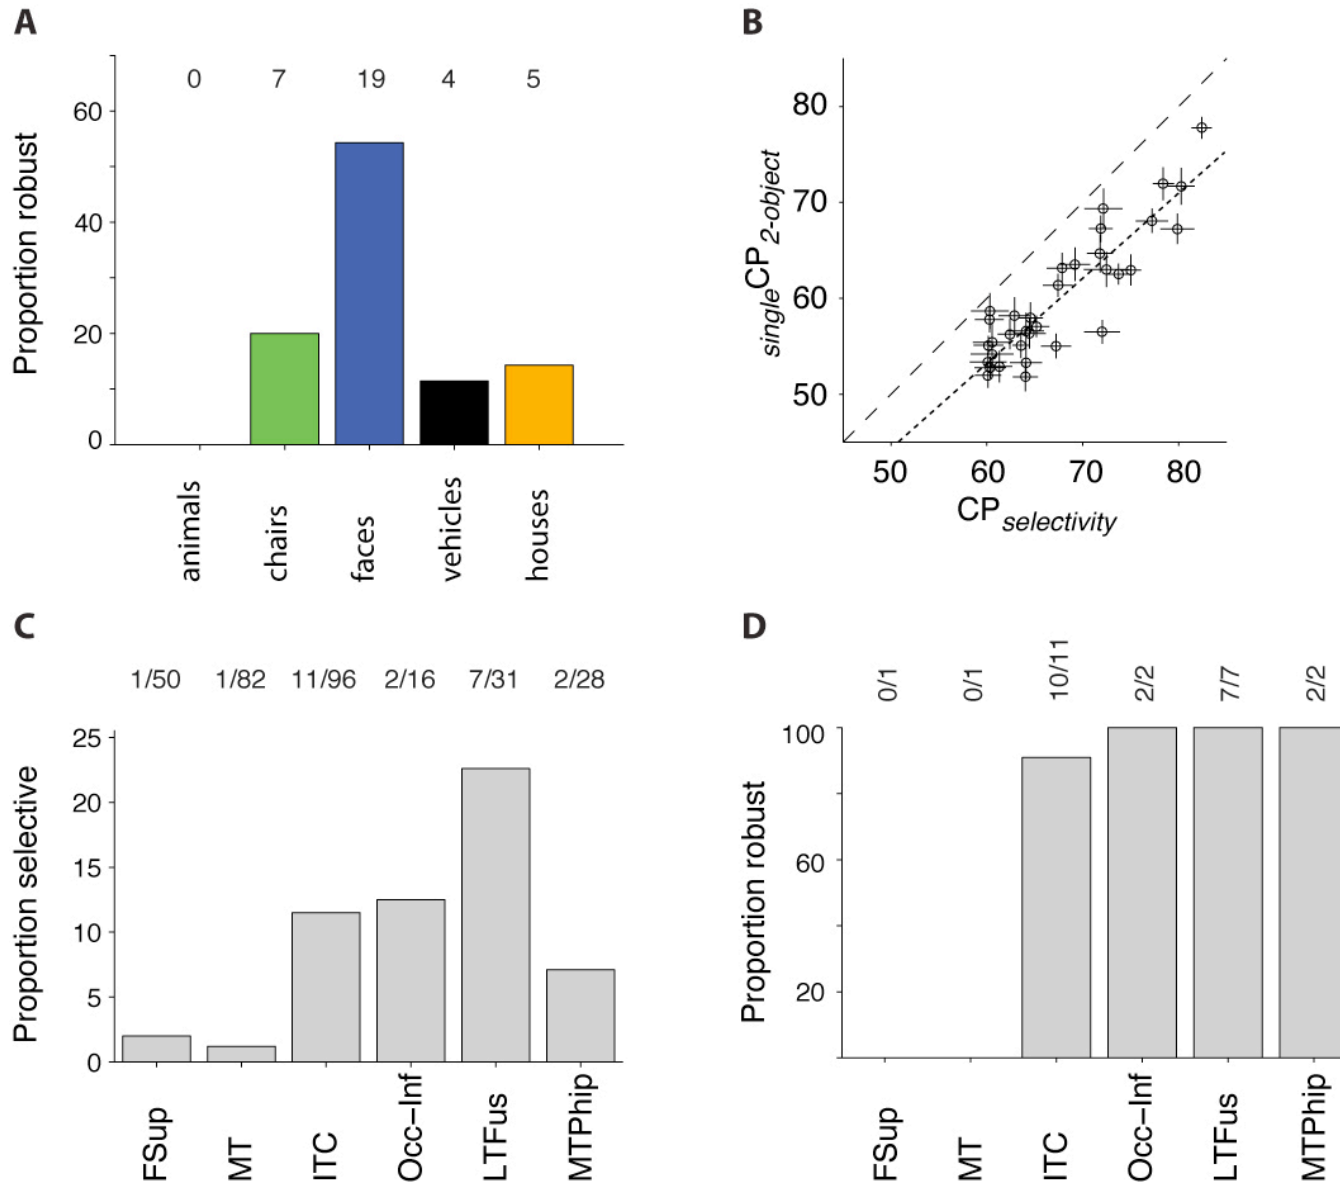 A
0 7 19 4 5
Proportion robust
60
40
20
0
animals
chairs
faces
vehicles
houses
B
singleCP2-object
80
70
60
50
50 60 70 80
CPselectivity
C
1/50 1/82 11/96 2/16 7/31 2/28
Proportion selective
25
20
15
10
5
0
FSup
MT
ITC
Occ–Inf
LTFus
MTPhip
D
0/1
0/1
10/11
2/2
7/7
2/2
Proportion robust
100
60
20
FSup
MT
ITC
Occ–Inf
LTFus
MTPhip